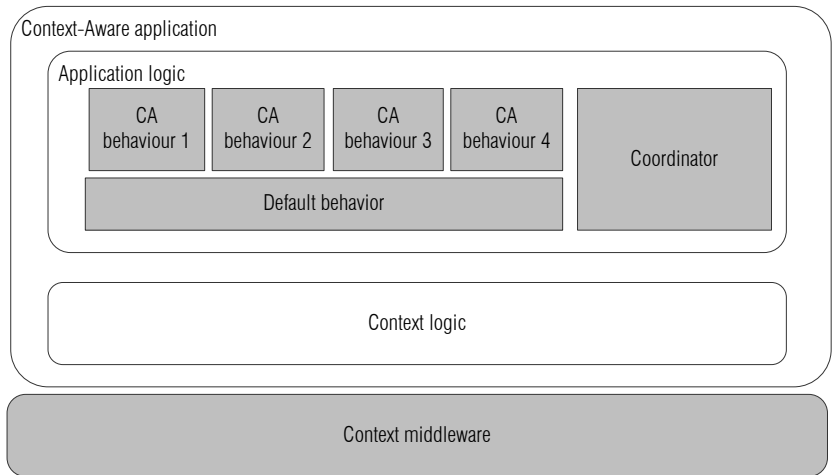 Context-Aware application
Application logic
CA
behaviour 1
CA
behaviour 2
CA
behaviour 3
CA
behaviour 4
Coordinator
Default behavior
Context logic
Context middleware